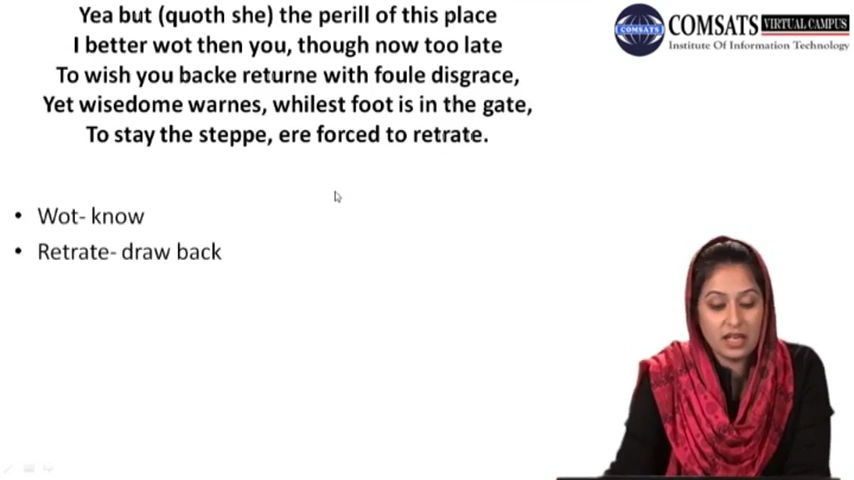 Yea but (quoth she) the perill of this place
I better wot then you, though now too late
To wish you backe returne with foule disgrace,
Yet wisedome warnes, whilest foot is in the gate,
To stay the steppe, ere forced to retrate.
• Wot- know
• Retrate- draw back
COMSATS
COMSATS VIRTUAL CAMPUS
Institute Of Information Technology